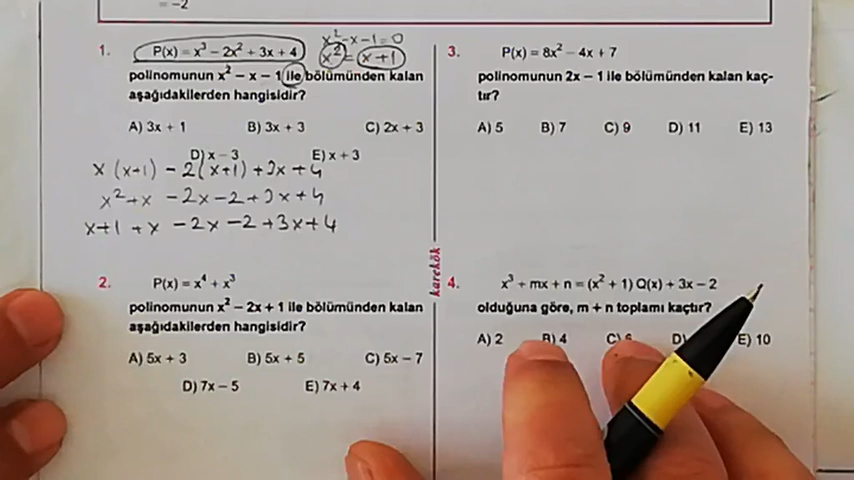 = -2
1. P(x) = x³ - 2x² + 3x + 4
x² - x - 1 = 0
x² = x + 1
polinomunun x² - x - 1 ile bölümünden kalan
aşağıdakilerden hangisidir?
A) 3x + 1 B) 3x + 3 C) 2x + 3
D) x - 3 E) x + 3
x (x+1) - 2(x+1) + 3x + 4
x² + x - 2x - 2 + 3x + 4
x+1 + x - 2x - 2 + 3x + 4
2. P(x) = x⁴ + x³
polinomunun x² - 2x + 1 ile bölümünden kalan
aşağıdakilerden hangisidir?
A) 5x + 3 B) 5x + 5 C) 5x - 7
D) 7x - 5 E) 7x + 4
karekök
3. P(x) = 8x² - 4x + 7
polinomunun 2x - 1 ile bölümünden kalan kaç-
tır?
A) 5 B) 7 C) 9 D) 11 E) 13
4. x³ + mx + n = (x² + 1) Q(x) + 3x - 2
olduğuna göre, m + n toplamı kaçtır?
A) 2 B) 4 C) 6 D) E) 10